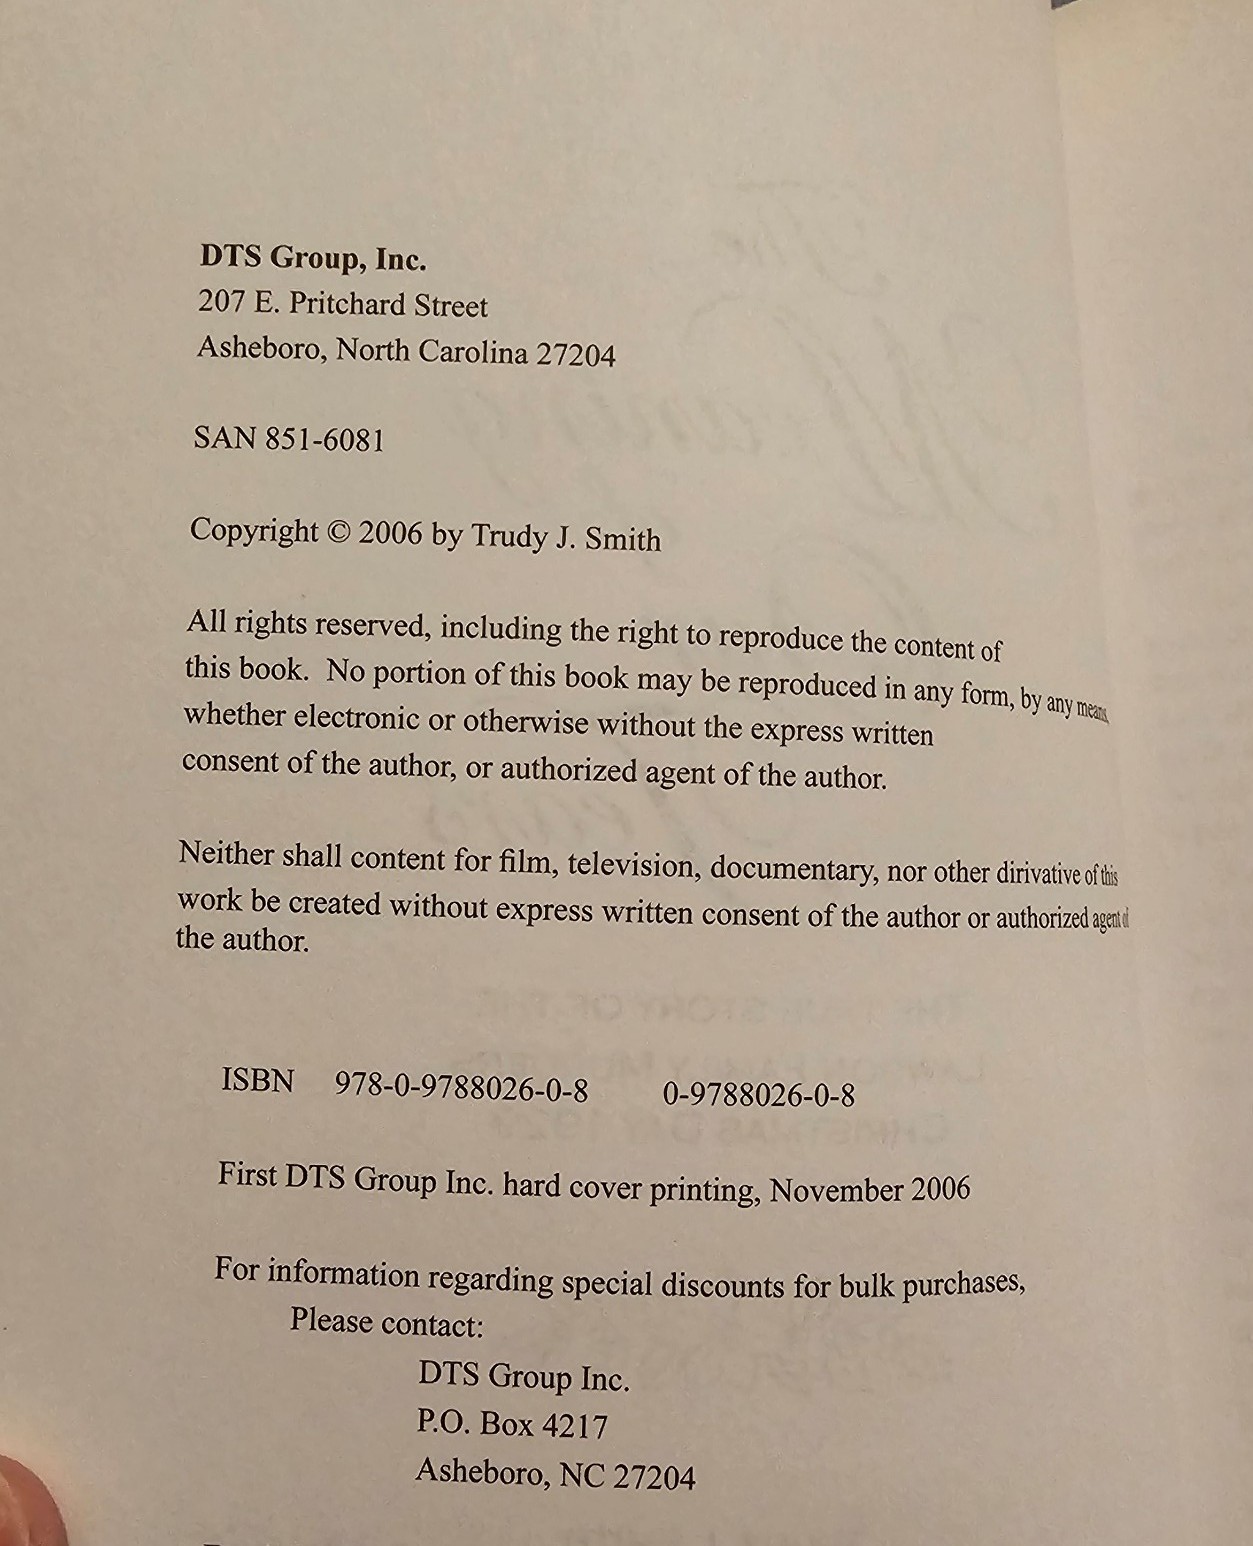 DTS Group, Inc.
207 E. Pritchard Street
Asheboro, North Carolina 27204
SAN 851-6081
Copyright © 2006 by Trudy J. Smith
All rights reserved, including the right to reproduce the content of
this book. No portion of this book may be reproduced in any form, by any means,
whether electronic or otherwise without the express written
consent of the author, or authorized agent of the author.
Neither shall content for film, television, documentary, nor other dirivative of this
work be created without express written consent of the author or authorized agent of
the author.
ISBN 978-0-9788026-0-8 0-9788026-0-8
First DTS Group Inc. hard cover printing, November 2006
For information regarding special discounts for bulk purchases,
Please contact:
DTS Group Inc.
P.O. Box 4217
Asheboro, NC 27204